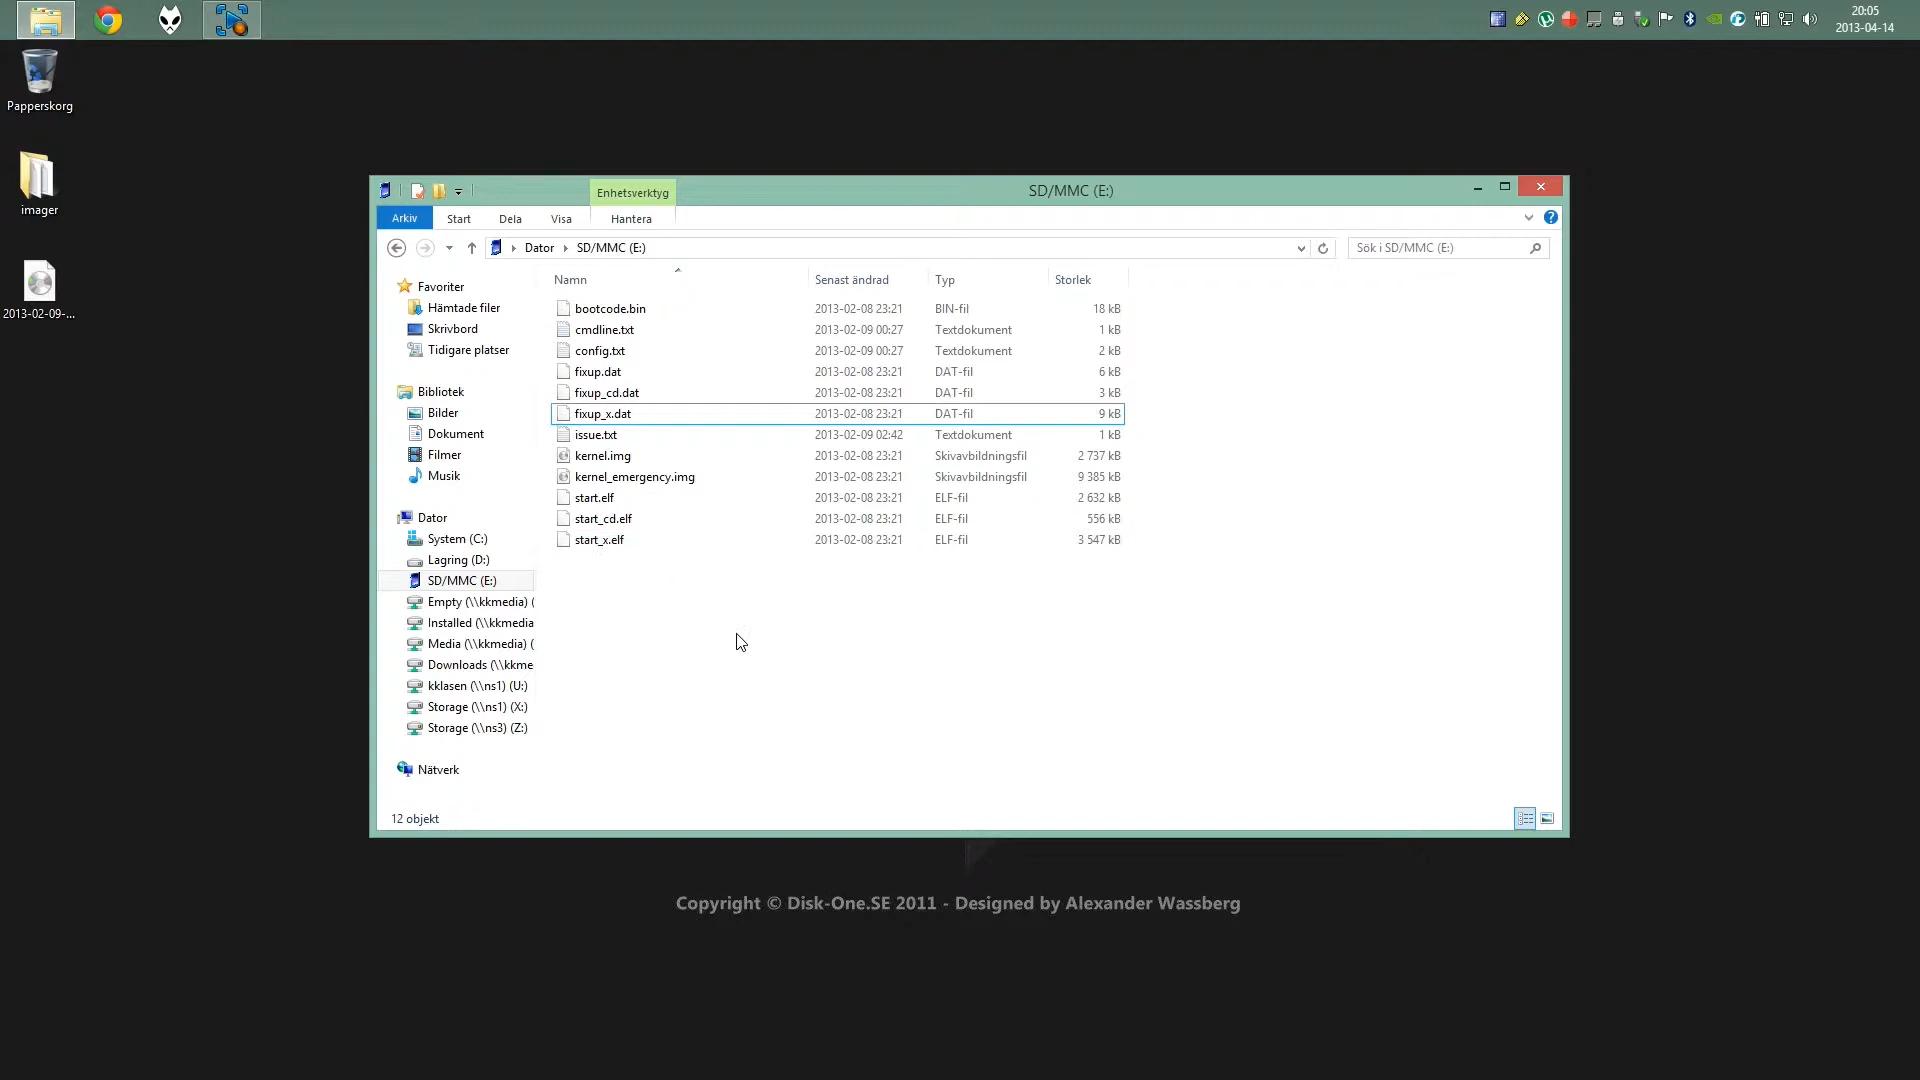 20:05
2013-04-14
Papperskorg
imager
2013-02-09-...
Enhetsverktyg
SD/MMC (E:)
Arkiv Start Dela Visa Hantera
Dator SD/MMC (E:)
Sök i SD/MMC (E:)
Favoriter
Hämtade filer
Skrivbord
Tidigare platser
Bibliotek
Bilder
Dokument
Filmer
Musik
Dator
System (C:)
Lagring (D:)
SD/MMC (E:)
Empty (\\kkmedia) (
Installed (\\kkmedia
Media (\\kkmedia) (
Downloads (\\kkme
kklasen (\\ns1) (U:)
Storage (\\ns1) (X:)
Storage (\\ns3) (Z:)
Nätverk
Namn Senast ändrad Typ Storlek
bootcode.bin 2013-02-08 23:21 BIN-fil 18 kB
cmdline.txt 2013-02-09 00:27 Textdokument 1 kB
config.txt 2013-02-09 00:27 Textdokument 2 kB
fixup.dat 2013-02-08 23:21 DAT-fil 6 kB
fixup_cd.dat 2013-02-08 23:21 DAT-fil 3 kB
fixup_x.dat 2013-02-08 23:21 DAT-fil 9 kB
issue.txt 2013-02-09 02:42 Textdokument 1 kB
kernel.img 2013-02-08 23:21 Skivavbildningsfil 2 737 kB
kernel_emergency.img 2013-02-08 23:21 Skivavbildningsfil 9 385 kB
start.elf 2013-02-08 23:21 ELF-fil 2 632 kB
start_cd.elf 2013-02-08 23:21 ELF-fil 556 kB
start_x.elf 2013-02-08 23:21 ELF-fil 3 547 kB
12 objekt
Copyright © Disk-One.SE 2011 - Designed by Alexander Wassberg